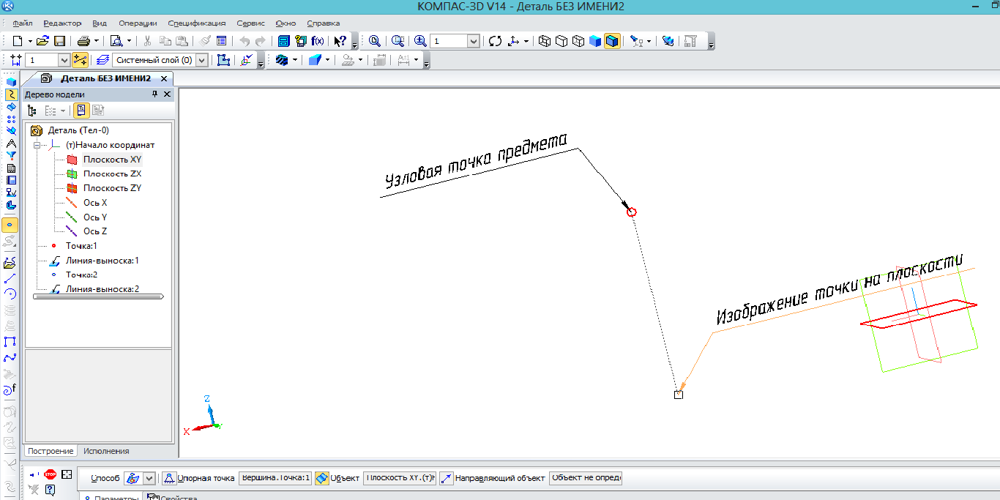 КОМПАС-3D V14 - Деталь БЕЗ ИМЕНИ2
Файл Редактор Вид Операции Спецификация Сервис Окно Справка
1
1 Системный слой (0)
Деталь БЕЗ ИМЕНИ2
Дерево модели
Деталь (Тел-0)
(т)Начало координат
Плоскость XY
Плоскость ZX
Плоскость ZY
Ось X
Ось Y
Ось Z
Точка:1
Линия-выноска:1
Точка:2
Линия-выноска:2
Узловая точка предмета
Изображение точки на плоскости
Z
X
Y
Построение Исполнения
STOP
Способ Опорная точка Вершина.Точка:1 Объект Плоскость XY.(т)Н Направляющий объект Объект не опред
Параметры Свойства